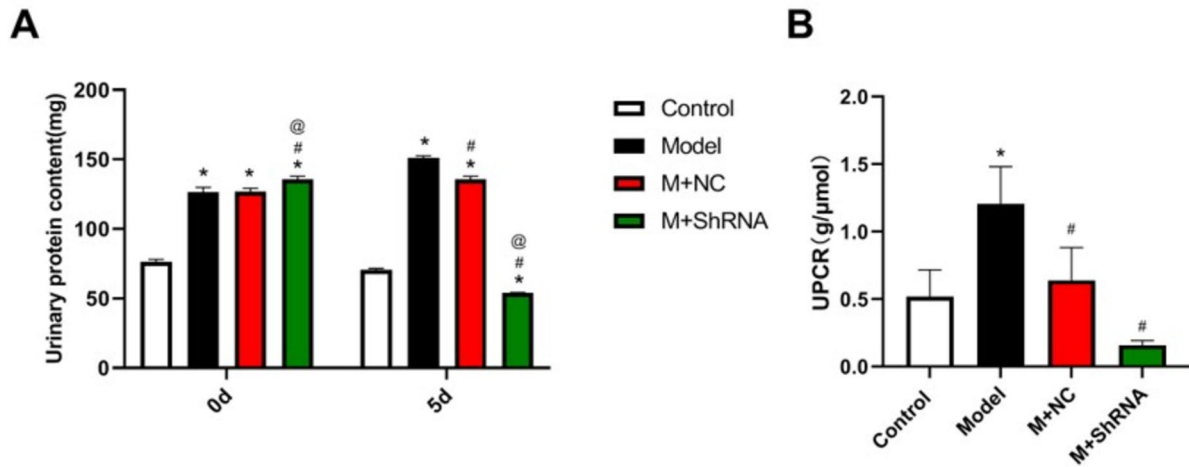 A
Urinary protein content(mg)
200
150
100
50
0
*
*
@
#
*
*
#
*
@
#
*
0d
5d
Control
Model
M+NC
M+ShRNA
B
UPCR(g/μmol)
2.0
1.5
1.0
0.5
0.0
*
#
#
Control
Model
M+NC
M+ShRNA